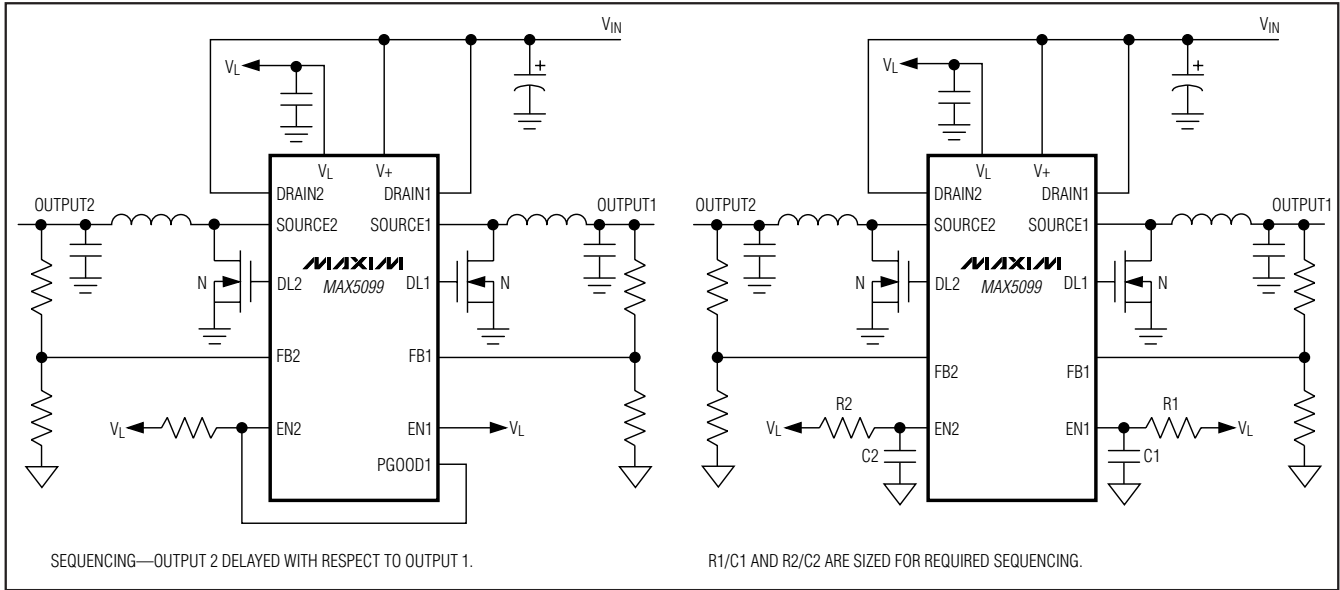 VIN
VL
VL
V+
DRAIN2
DRAIN1
OUTPUT2
OUTPUT1
SOURCE2
SOURCE1
MAXIM
MAX5099
N
DL2
DL1
N
FB2
FB1
VL
EN2
EN1
VL
PGOOD1
SEQUENCING—OUTPUT 2 DELAYED WITH RESPECT TO OUTPUT 1.
VIN
VL
VL
V+
DRAIN2
DRAIN1
OUTPUT2
OUTPUT1
SOURCE2
SOURCE1
MAXIM
MAX5099
N
DL2
DL1
N
FB2
FB1
R2
R1
VL
EN2
EN1
VL
C2
C1
R1/C1 AND R2/C2 ARE SIZED FOR REQUIRED SEQUENCING.